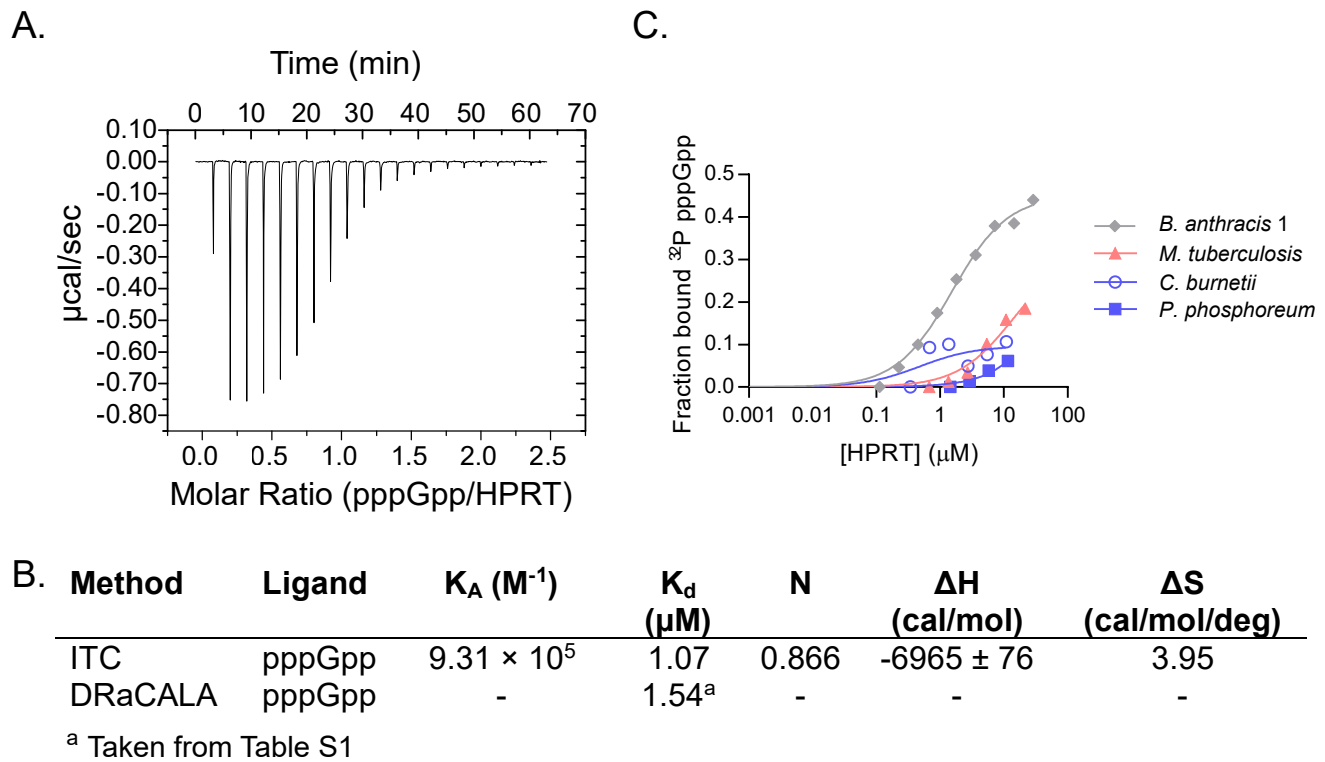 A.
Time (min)
0 10 20 30 40 50 60 70
0.10
0.00
-0.10
-0.20
-0.30
-0.40
-0.50
-0.60
-0.70
-0.80
µcal/sec
0.0 0.5 1.0 1.5 2.0 2.5
Molar Ratio (pppGpp/HPRT)
C.
0.5
0.4
0.3
0.2
0.1
0.0
Fraction bound ³²P pppGpp
0.001 0.01 0.1 1 10 100
[HPRT] (µM)
B. anthracis 1
M. tuberculosis
C. burnetii
P. phosphoreum
B.
Method Ligand K_A (M⁻¹) K_d (µM) N ΔH (cal/mol) ΔS (cal/mol/deg)
ITC pppGpp 9.31 × 10⁵ 1.07 0.866 -6965 ± 76 3.95
DRaCALA pppGpp - 1.54ᵃ - - -
ᵃ Taken from Table S1